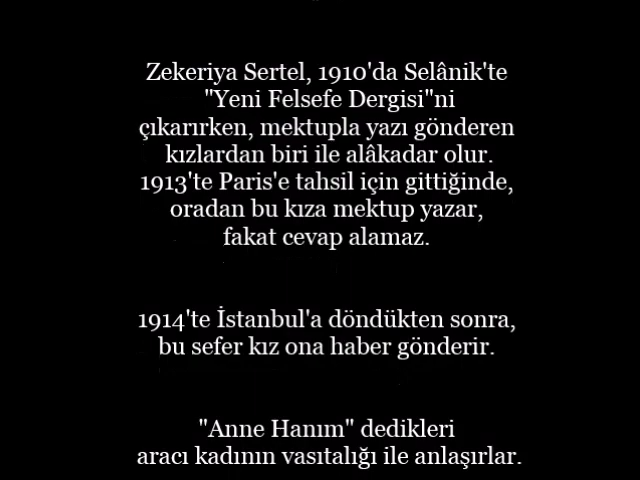 Zekeriya Sertel, 1910'da Selânik'te
"Yeni Felsefe Dergisi"ni
çıkarırken, mektupla yazı gönderen
kızlardan biri ile alâkadar olur.
1913'te Paris'e tahsil için gittiğinde,
oradan bu kıza mektup yazar,
fakat cevap alamaz.
1914'te İstanbul'a döndükten sonra,
bu sefer kız ona haber gönderir.
"Anne Hanım" dedikleri
aracı kadının vasıtalığı ile anlaşırlar.